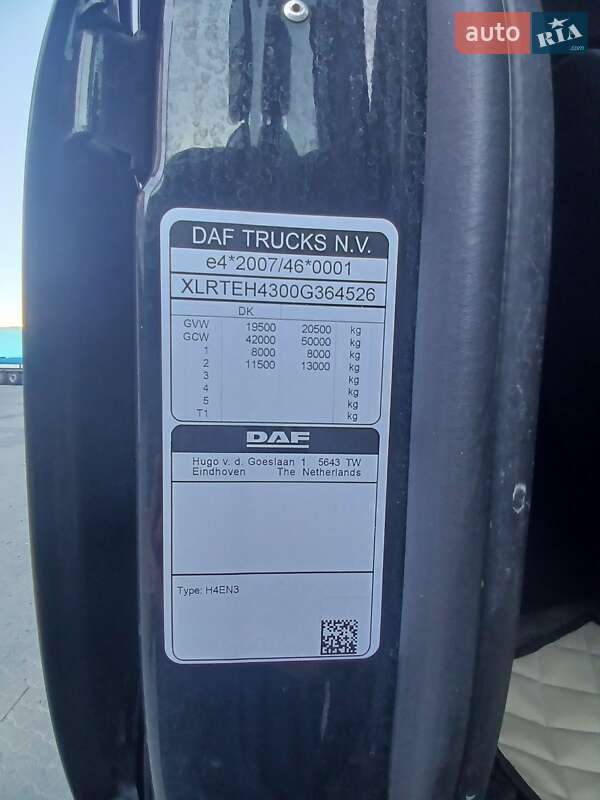 auto RIA .com
DAF TRUCKS N.V.
e4*2007/46*0001
XLRTEH4300G364526
DK
GVW 19500 20500 kg
GCW 42000 50000 kg
1 8000 8000 kg
2 11500 13000 kg
3 kg
4 kg
5 kg
T1 kg
DAF
Hugo v. d. Goeslaan 1 5643 TW
Eindhoven The Netherlands
Type: H4EN3